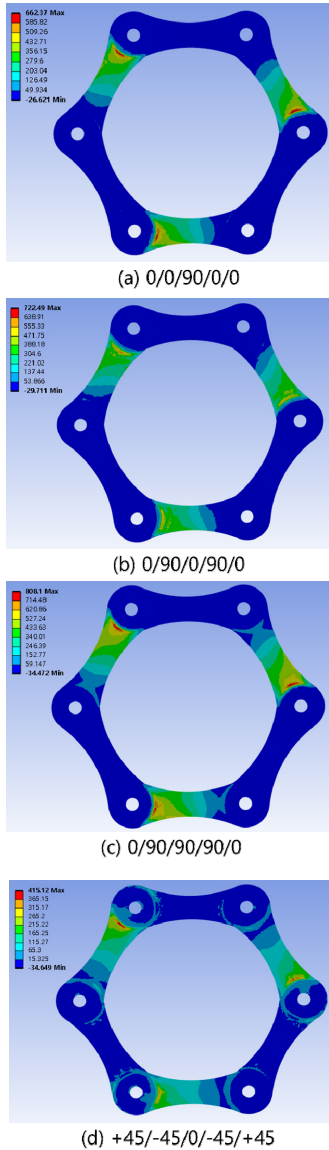 662.37 Max
585.82
509.26
432.71
356.15
279.6
203.04
126.49
49.934
-26.621 Min
(a) 0/0/90/0/0
722.49 Max
638.91
555.33
471.75
388.18
304.6
221.02
137.44
53.866
-29.711 Min
(b) 0/90/0/90/0
808.1 Max
714.48
620.86
527.24
433.63
340.01
246.39
152.77
59.147
-34.472 Min
(c) 0/90/90/90/0
415.12 Max
365.15
315.17
265.2
215.22
165.25
115.27
65.3
15.325
-34.649 Min
(d) +45/-45/0/-45/+45